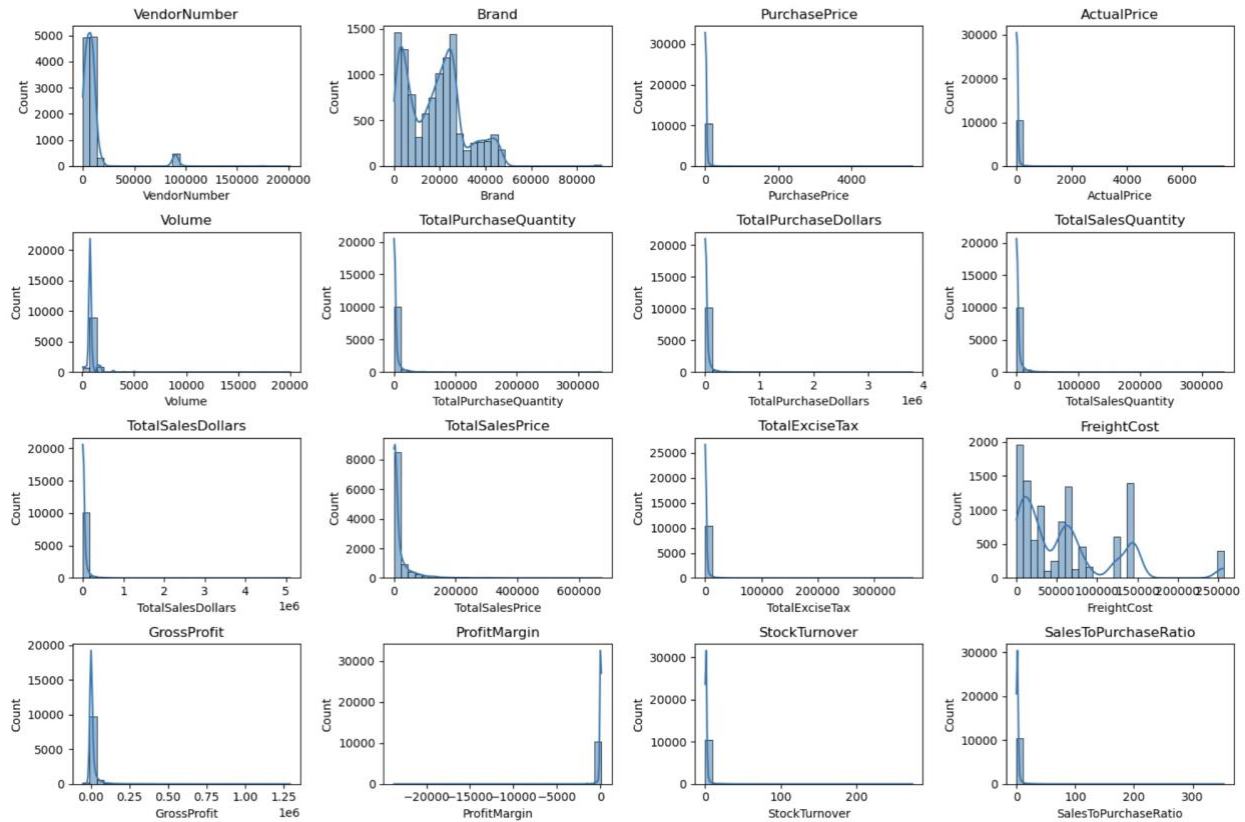 VendorNumber
5000
4000
3000
2000
1000
0
Count
0 50000 100000 150000 200000
VendorNumber
Brand
1500
1000
500
0
Count
0 20000 40000 60000 80000
Brand
PurchasePrice
30000
20000
10000
0
Count
0 2000 4000
PurchasePrice
ActualPrice
30000
20000
10000
0
Count
0 2000 4000 6000
ActualPrice
Volume
20000
15000
10000
5000
0
Count
0 5000 10000 15000 20000
Volume
TotalPurchaseQuantity
20000
15000
10000
5000
0
Count
0 100000 200000 300000
TotalPurchaseQuantity
TotalPurchaseDollars
20000
15000
10000
5000
0
Count
0 1 2 3 4
1e6
TotalPurchaseDollars
TotalSalesQuantity
20000
15000
10000
5000
0
Count
0 100000 200000 300000
TotalSalesQuantity
TotalSalesDollars
20000
15000
10000
5000
0
Count
0 1 2 3 4 5
1e6
TotalSalesDollars
TotalSalesPrice
8000
6000
4000
2000
0
Count
0 200000 400000 600000
TotalSalesPrice
TotalExciseTax
25000
20000
15000
10000
5000
0
Count
0 100000 200000 300000
TotalExciseTax
FreightCost
2000
1500
1000
500
0
Count
0 50000 100000 150000 200000 250000
FreightCost
GrossProfit
20000
15000
10000
5000
0
Count
0.00 0.25 0.50 0.75 1.00 1.25
1e6
GrossProfit
ProfitMargin
30000
20000
10000
0
Count
−20000 −15000 −10000 −5000 0
ProfitMargin
StockTurnover
30000
20000
10000
0
Count
0 100 200
StockTurnover
SalesToPurchaseRatio
30000
20000
10000
0
Count
0 100 200 300
SalesToPurchaseRatio